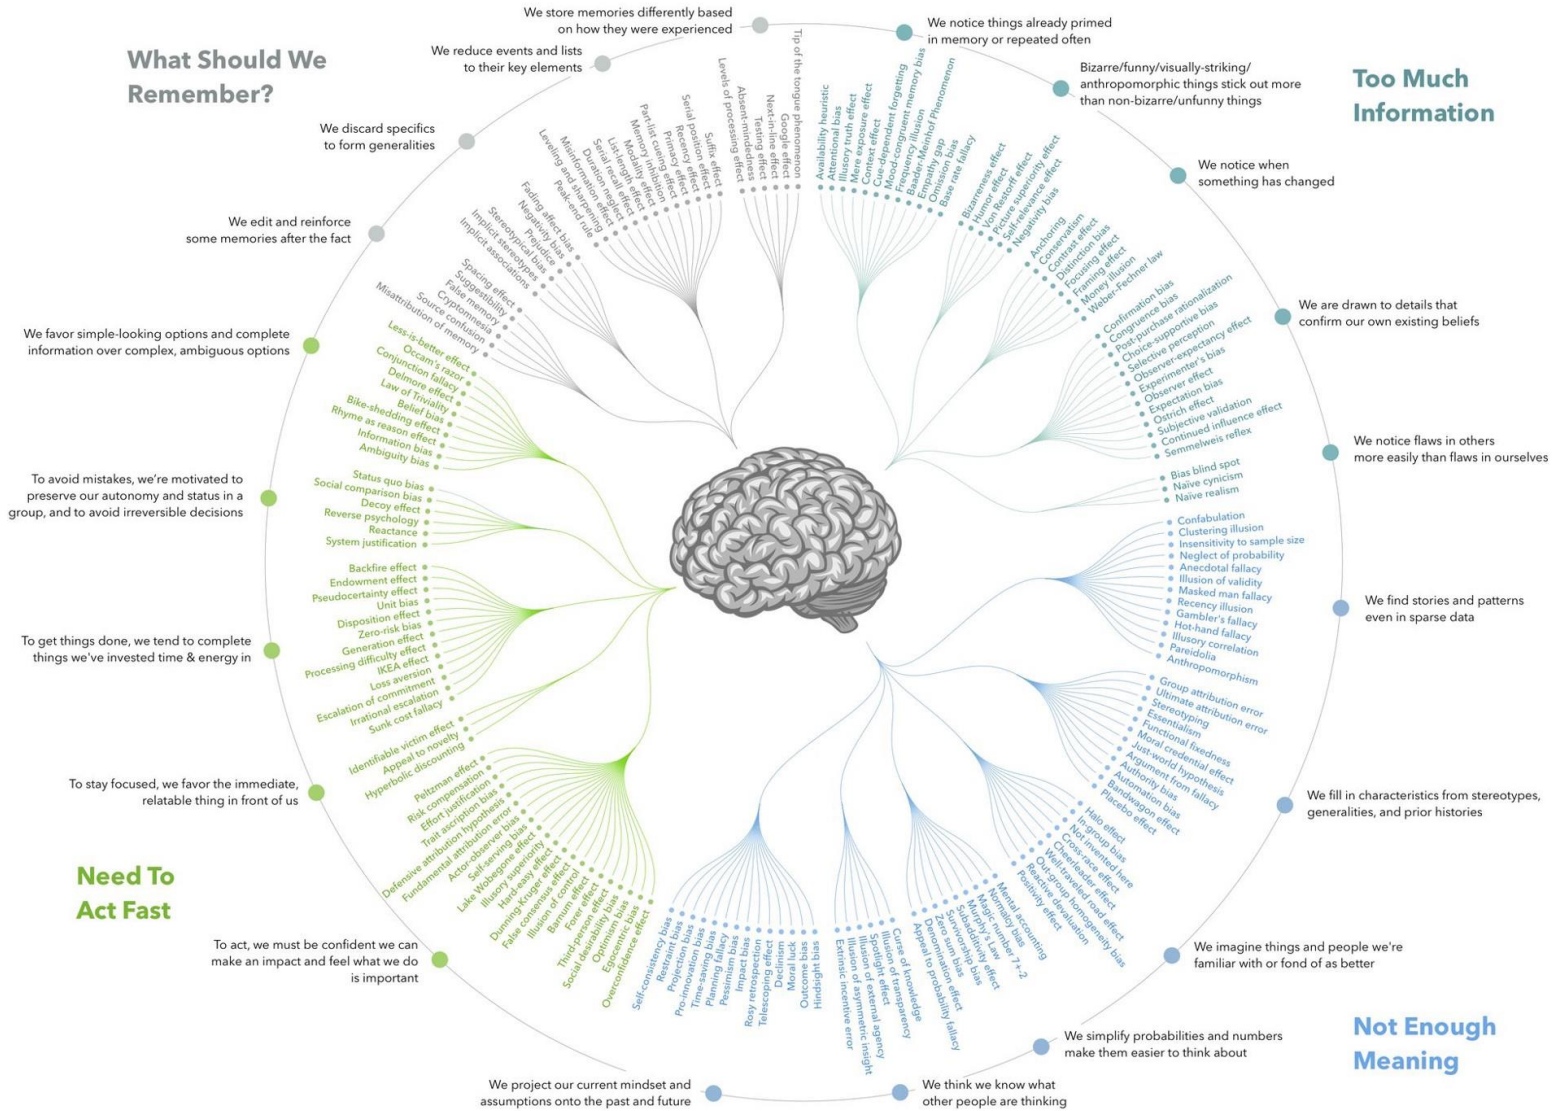 What Should We
Remember?
We store memories differently based
on how they were experienced
We reduce events and lists
to their key elements
We discard specifics
to form generalities
We edit and reinforce
some memories after the fact
Tip of the tongue phenomenon
Google effect
Next-in-line effect
Testing effect
Absent-mindedness
Levels of processing effect
Suffix effect
Serial position effect
Recency effect
Primacy effect
Memory inhibition
Part-list cueing effect
Modality effect
List-length effect
Serial recall effect
Duration neglect
Misinformation effect
Leveling and sharpening
Peak-end rule
Fading affect bias
Negativity bias
Prejudice
Stereotypical bias
Implicit stereotypes
Implicit associations
Spacing effect
Suggestibility
False memory
Cryptomnesia
Source confusion
Misattribution of memory
Too Much
Information
We notice things already primed
in memory or repeated often
Bizarre/funny/visually-striking/
anthropomorphic things stick out more
than non-bizarre/unfunny things
We notice when
something has changed
We are drawn to details that
confirm our own existing beliefs
We notice flaws in others
more easily than flaws in ourselves
Availability heuristic
Attentional bias
Illusory truth effect
Mere exposure effect
Context effect
Cue-dependent forgetting
Mood-congruent memory bias
Frequency illusion
Baader-Meinhof Phenomenon
Empathy gap
Omission bias
Base rate fallacy
Bizarreness effect
Humor effect
Von Restorff effect
Picture superiority effect
Self-relevance effect
Negativity bias
Anchoring
Conservatism
Contrast effect
Distinction bias
Focusing effect
Framing effect
Money illusion
Weber–Fechner law
Confirmation bias
Congruence bias
Post-purchase rationalization
Choice-supportive bias
Selective perception
Observer-expectancy effect
Experimenter's bias
Observer effect
Expectation bias
Ostrich effect
Subjective validation
Continued influence effect
Semmelweis reflex
Bias blind spot
Naïve cynicism
Naïve realism
Not Enough
Meaning
We find stories and patterns
even in sparse data
We fill in characteristics from stereotypes,
generalities, and prior histories
We imagine things and people we're
familiar with or fond of as better
We simplify probabilities and numbers
make them easier to think about
We think we know what
other people are thinking
We project our current mindset and
assumptions onto the past and future
Confabulation
Clustering illusion
Insensitivity to sample size
Neglect of probability
Anecdotal fallacy
Illusion of validity
Masked man fallacy
Recency illusion
Gambler's fallacy
Hot-hand fallacy
Illusory correlation
Pareidolia
Anthropomorphism
Group attribution error
Ultimate attribution error
Stereotyping
Essentialism
Functional fixedness
Moral credential effect
Just-world hypothesis
Argument from fallacy
Authority bias
Automation bias
Bandwagon effect
Placebo effect
Halo effect
In-group bias
Not invented here
Cross-race effect
Cheerleader effect
Well-traveled road effect
Out-group homogeneity bias
Reactive devaluation
Positivity effect
Mental accounting
Normalcy bias
Magic number 7+-2
Murphy's Law
Subadditivity effect
Survivorship bias
Zero sum bias
Denomination effect
Appeal to probability fallacy
Curse of knowledge
Illusion of transparency
Spotlight effect
Illusion of external agency
Illusion of asymmetric insight
Extrinsic incentive error
Hindsight bias
Outcome bias
Moral luck
Declinism
Telescoping effect
Rosy retrospection
Impact bias
Pessimism bias
Planning fallacy
Time-saving bias
Pro-innovation bias
Projection bias
Restraint bias
Self-consistency bias
Need To
Act Fast
We favor simple-looking options and complete
information over complex, ambiguous options
To avoid mistakes, we're motivated to
preserve our autonomy and status in a
group, and to avoid irreversible decisions
To get things done, we tend to complete
things we've invested time & energy in
To stay focused, we favor the immediate,
relatable thing in front of us
To act, we must be confident we can
make an impact and feel what we do
is important
Less-is-better effect
Occam's razor
Conjunction fallacy
Delmore effect
Law of Triviality
Belief bias
Bike-shedding effect
Rhyme as reason effect
Information bias
Ambiguity bias
Status quo bias
Social comparison bias
Decoy effect
Reverse psychology
Reactance
System justification
Backfire effect
Endowment effect
Pseudocertainty effect
Unit bias
Disposition effect
Zero-risk bias
Generation effect
Processing difficulty effect
IKEA effect
Loss aversion
Escalation of commitment
Irrational escalation
Sunk cost fallacy
Identifiable victim effect
Appeal to novelty
Hyperbolic discounting
Peltzman effect
Risk compensation
Effort justification
Trait ascription bias
Defensive attribution hypothesis
Fundamental attribution error
Actor-observer bias
Self-serving bias
Lake Wobegone effect
Illusory superiority
Hard-easy effect
Dunning-Kruger effect
False consensus effect
Illusion of control
Barnum effect
Forer effect
Third-person effect
Social desirability bias
Optimism bias
Egocentric bias
Overconfidence effect